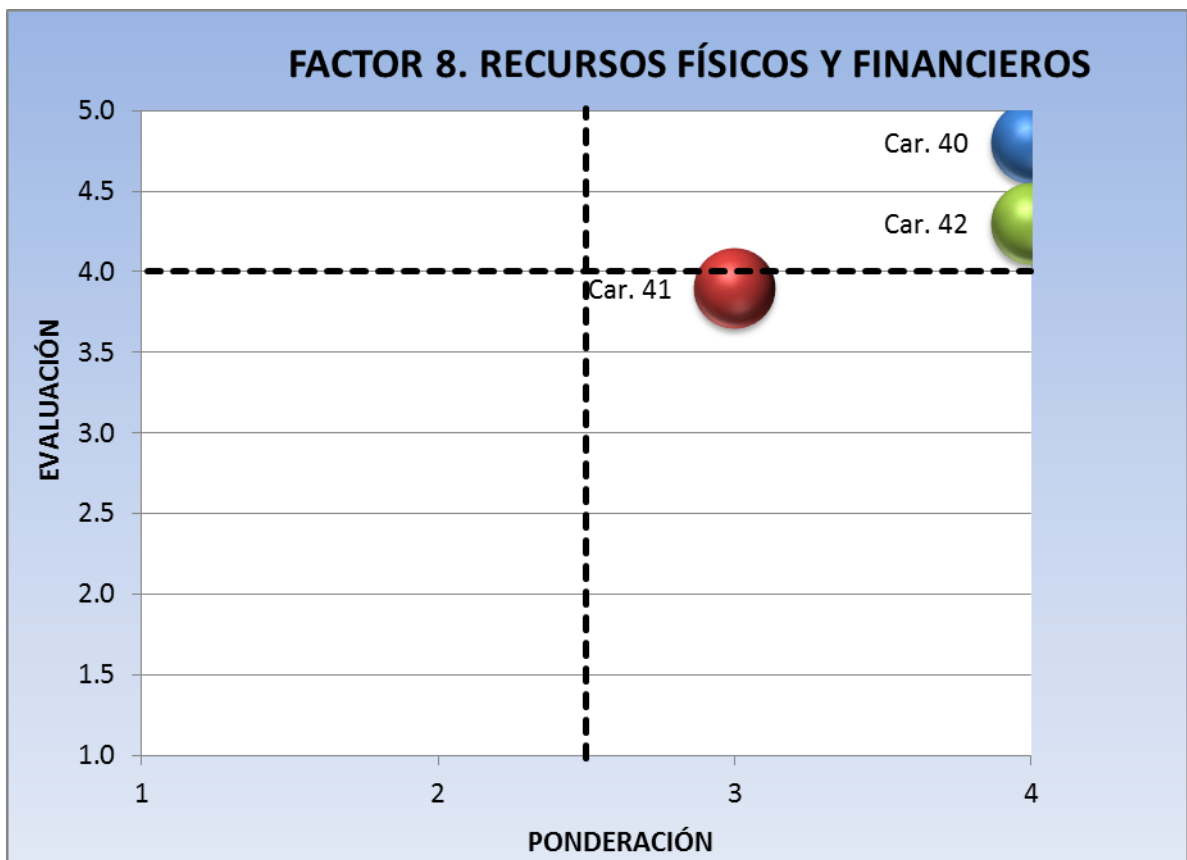 FACTOR 8. RECURSOS FÍSICOS Y FINANCIEROS
5.0
Car. 40
4.5
Car. 42
4.0
Car. 41
3.5
3.0
2.5
2.0
1.5
1.0
EVALUACIÓN
1 2 3 4
PONDERACIÓN